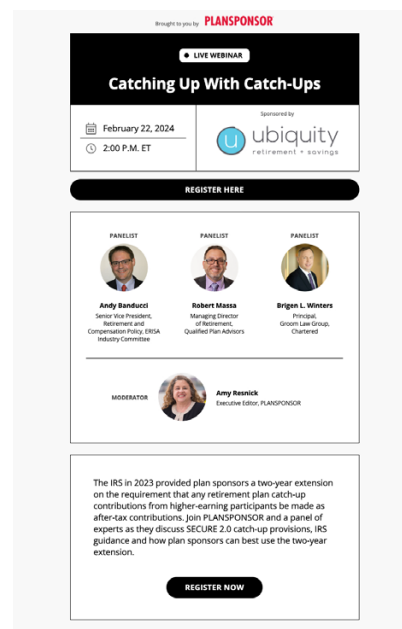 Brought to you by PLANSPONSOR
LIVE WEBINAR
Catching Up With Catch-Ups
February 22, 2024
2:00 P.M. ET
Sponsored by
u
ubiquity
retirement + savings
REGISTER HERE
PANELIST
Andy Banducci
Senior Vice President,
Retirement and
Compensation Policy, ERISA
Industry Committee
PANELIST
Robert Massa
Managing Director
of Retirement,
Qualified Plan Advisors
PANELIST
Brigen L. Winters
Principal,
Groom Law Group,
Chartered
MODERATOR
Amy Resnick
Executive Editor, PLANSPONSOR
The IRS in 2023 provided plan sponsors a two-year extension
on the requirement that any retirement plan catch-up
contributions from higher-earning participants be made as
after-tax contributions. Join PLANSPONSOR and a panel of
experts as they discuss SECURE 2.0 catch-up provisions, IRS
guidance and how plan sponsors can best use the two-year
extension.
REGISTER NOW